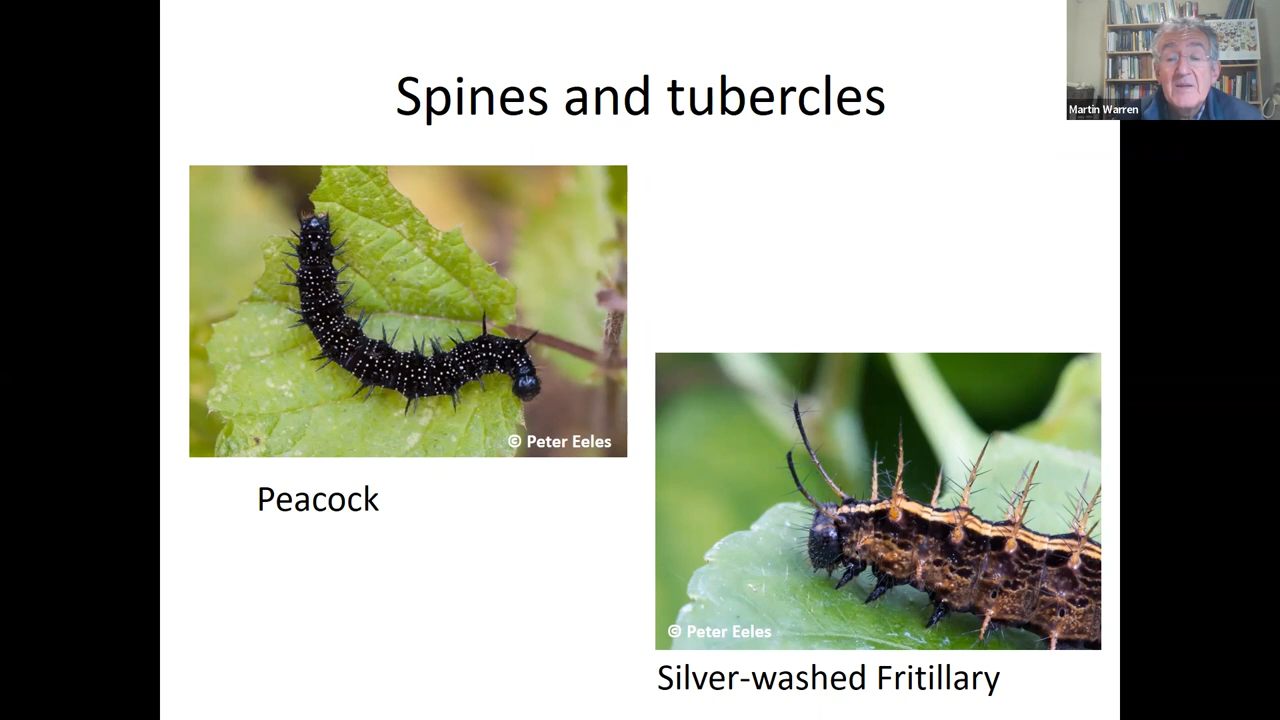 Spines and tubercles
Martin Warren
© Peter Eeles
Peacock
© Peter Eeles
Silver-washed Fritillary